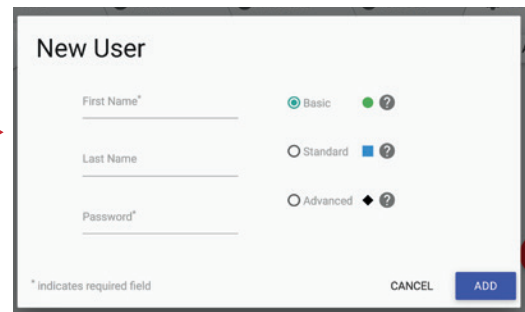 New User
First Name*
Last Name
Password*
Basic
Standard
Advanced
* indicates required field
CANCEL
ADD